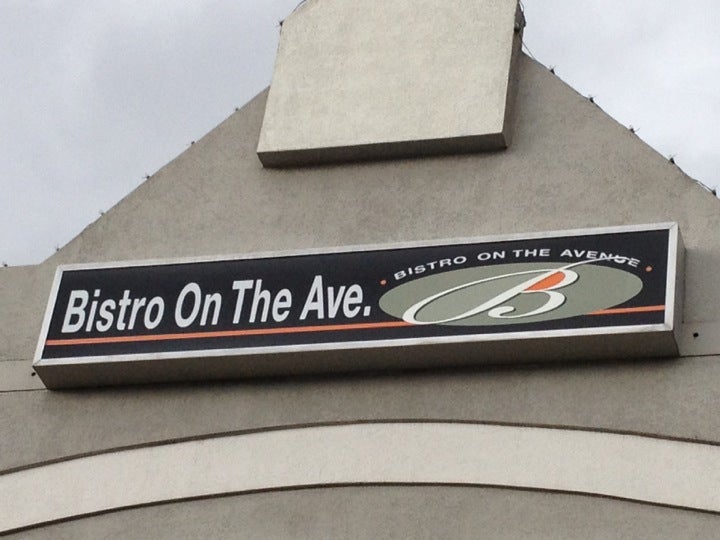 Bistro On The Ave.
BISTRO ON THE AVENUE
B